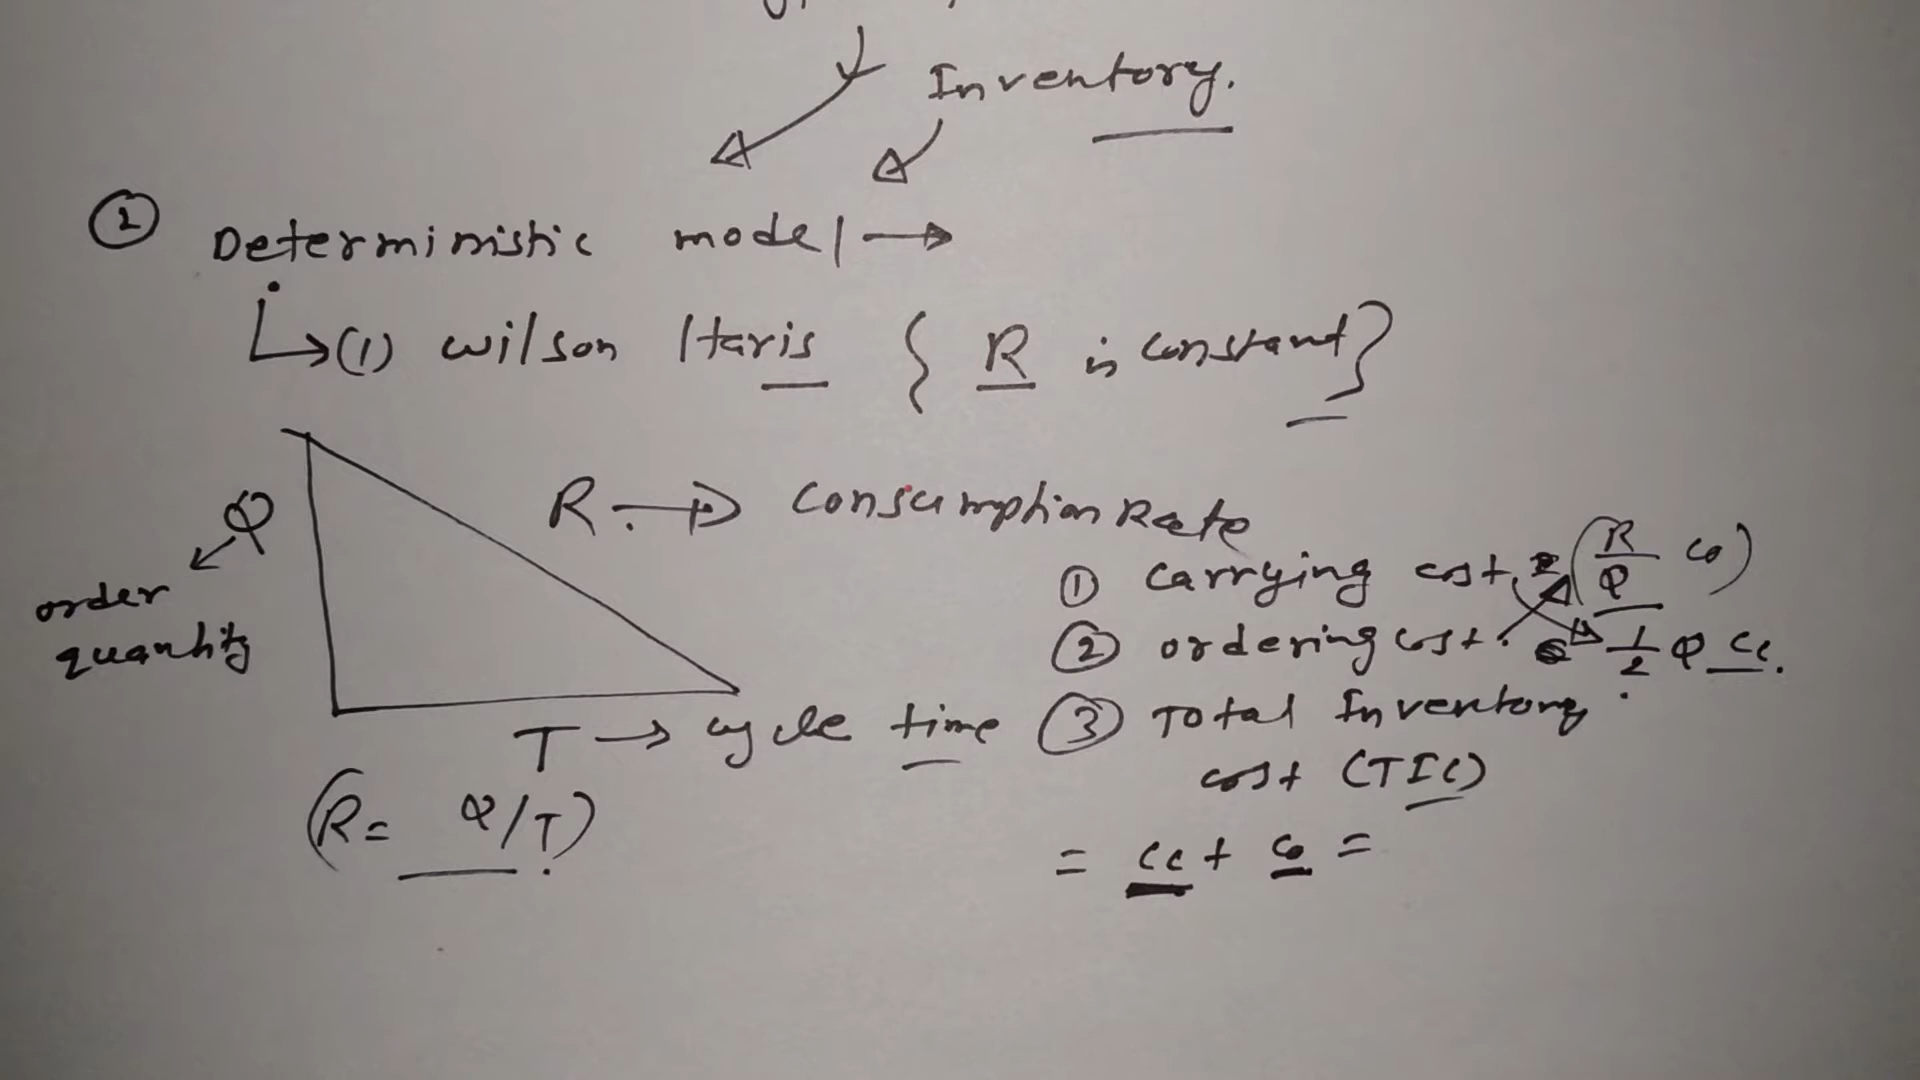 Inventory.
② Deterministic model →
(1) wilson Haris { R is constant}
Q
order
quantity
R → Consumption Rate
T → cycle time
(R = Q/T)
① carrying cost (R/Q Co)
② ordering cost 1/2 Q Cc.
③ Total Inventory
cost (TIC)
= Cc + Co =